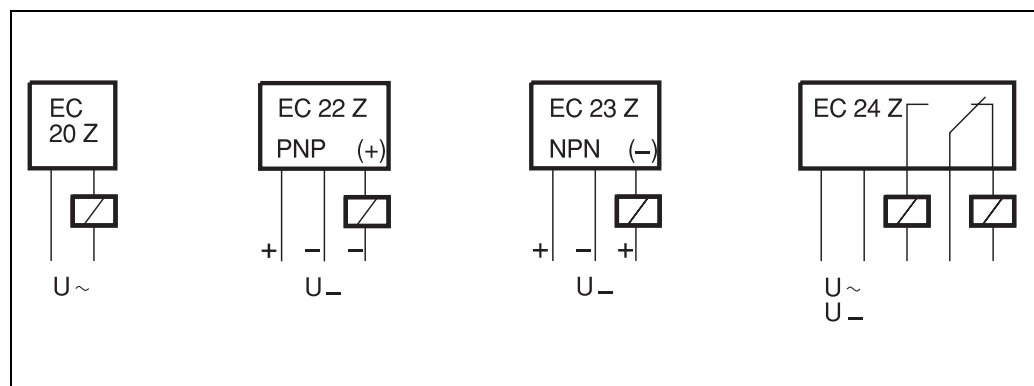 EC
20 Z
U ~
EC 22 Z
PNP (+)
+ – –
U –
EC 23 Z
NPN (–)
+ – +
U –
EC 24 Z
U ~
U –